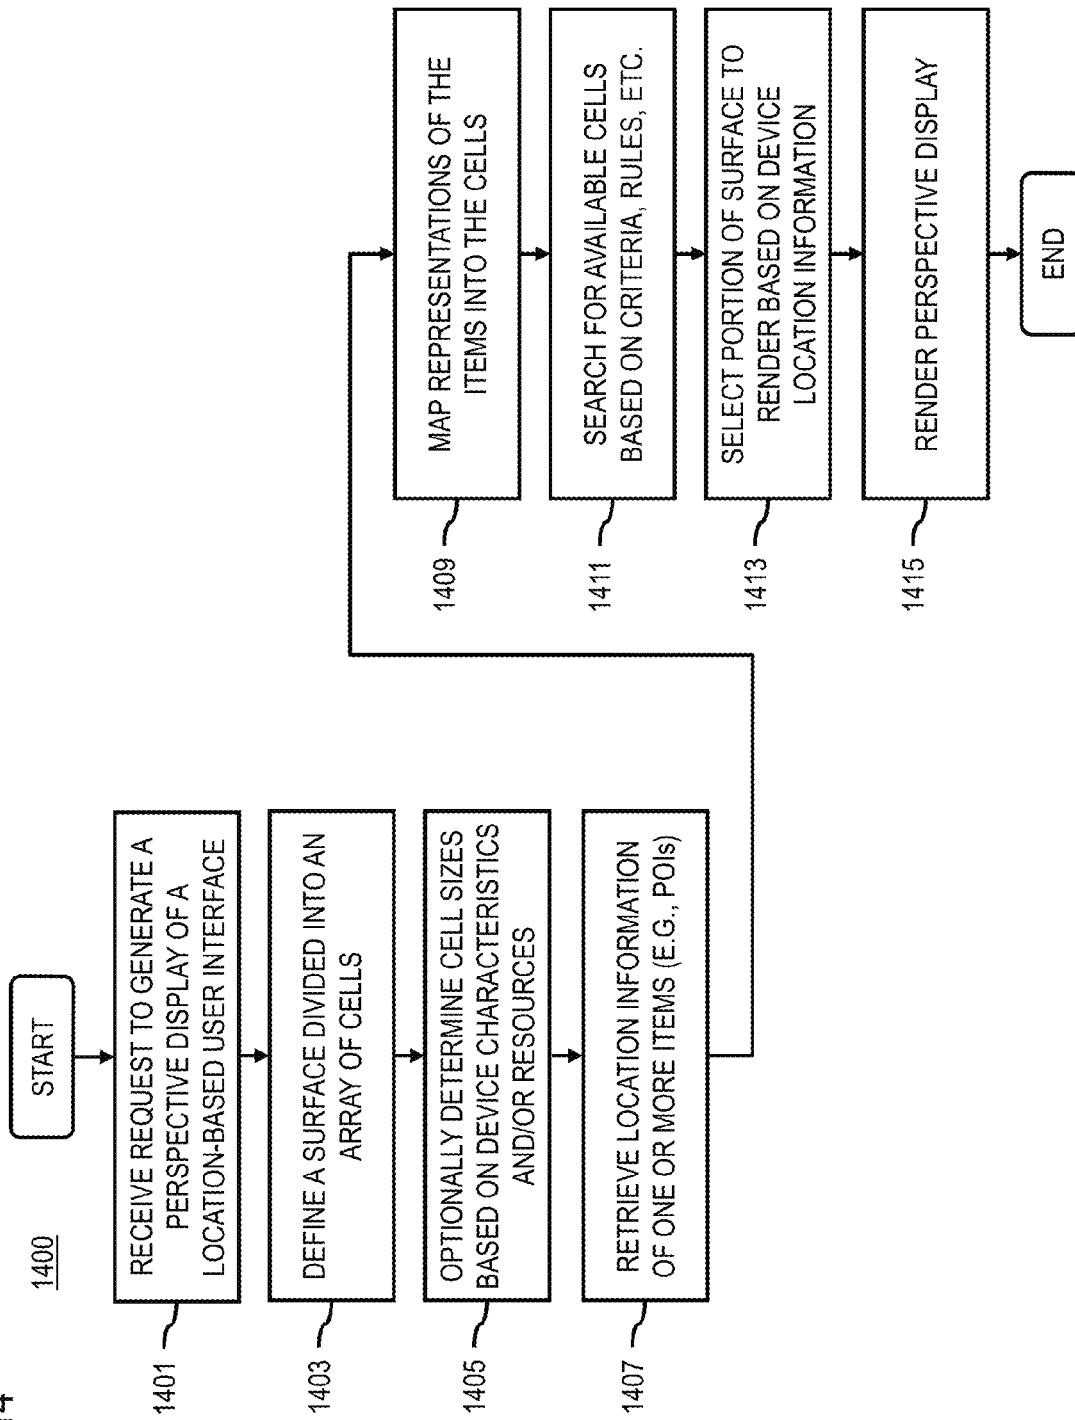 1400
START
RECEIVE REQUEST TO GENERATE A
PERSPECTIVE DISPLAY OF A
LOCATION-BASED USER INTERFACE
1401
DEFINE A SURFACE DIVIDED INTO AN
ARRAY OF CELLS
1403
OPTIONALLY DETERMINE CELL SIZES
BASED ON DEVICE CHARACTERISTICS
AND/OR RESOURCES
1405
RETRIEVE LOCATION INFORMATION
OF ONE OR MORE ITEMS (E.G., POIs)
1407
MAP REPRESENTATIONS OF THE
ITEMS INTO THE CELLS
1409
SEARCH FOR AVAILABLE CELLS
BASED ON CRITERIA, RULES, ETC.
1411
SELECT PORTION OF SURFACE TO
RENDER BASED ON DEVICE
LOCATION INFORMATION
1413
RENDER PERSPECTIVE DISPLAY
1415
END